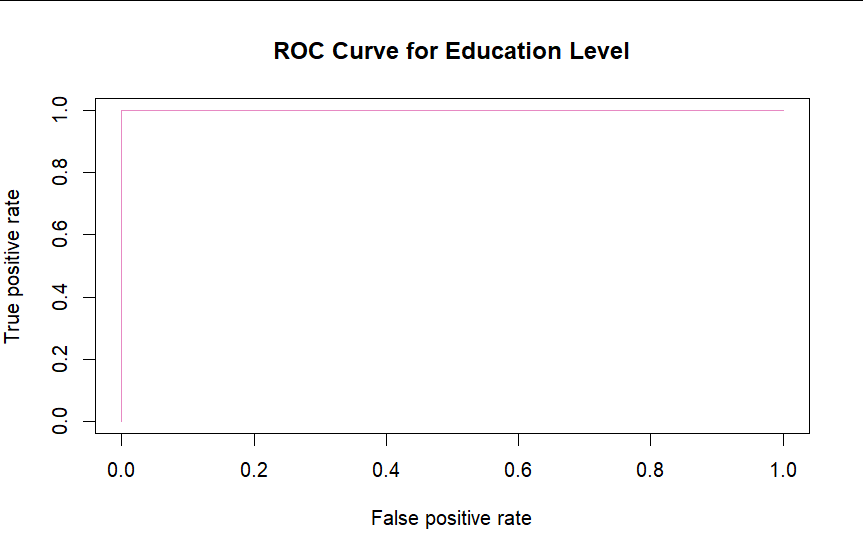 ROC Curve for Education Level
1.0
0.8
0.6
0.4
0.2
0.0
True positive rate
0.0 0.2 0.4 0.6 0.8 1.0
False positive rate